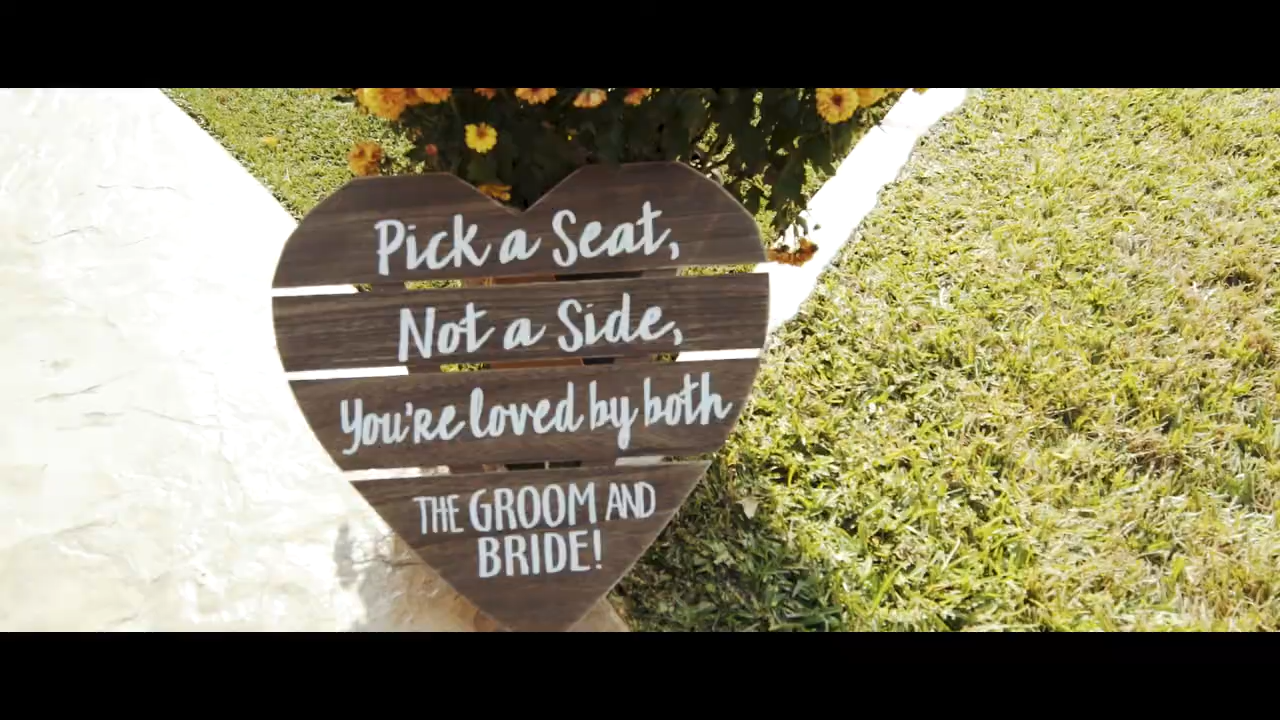 Pick a Seat,
Not a Side,
You're loved by both
THE GROOM AND
BRIDE!